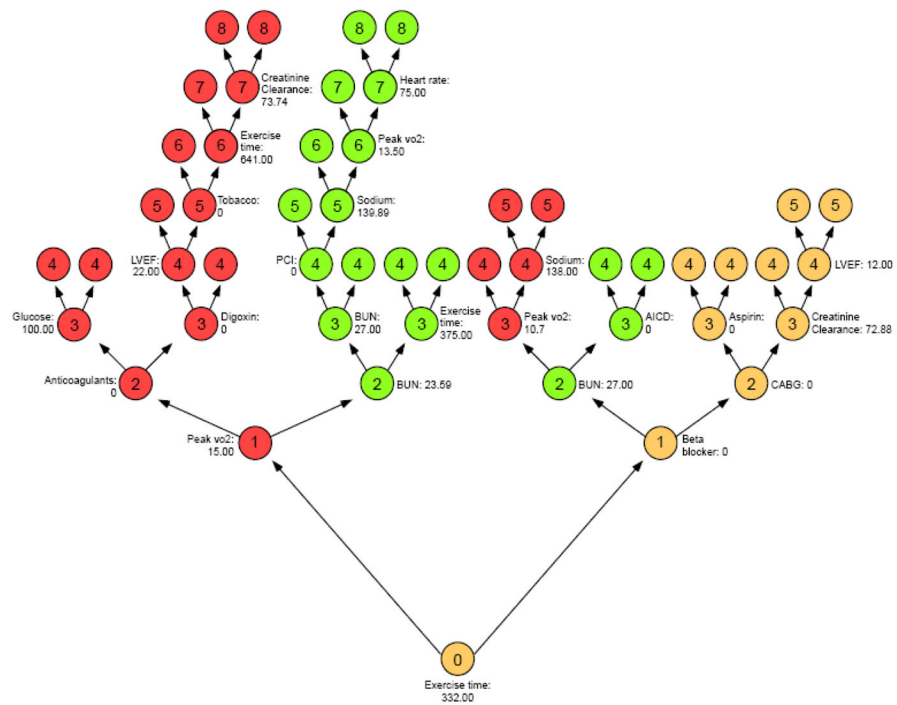 8 8 8 8
7 7 Creatinine
Clearance:
73.74
7 7 Heart rate:
75.00
6 6 Exercise
time:
641.00
6 6 Peak vo2:
13.50
5 5 Tobacco:
0
5 5 Sodium:
139.89
5 5
5 5
4 4
LVEF:
22.00
4 4
PCI:
0
4 4 4 4
4 4 Sodium:
138.00
4 4
4 4 4 4 LVEF: 12.00
Glucose:
100.00
3
3 Digoxin:
0
3 BUN:
27.00
3 Exercise
time:
375.00
3 Peak vo2:
10.7
3 AICD:
0
3 Aspirin:
0
3 Creatinine
Clearance: 72.88
Anticoagulants:
0
2
2 BUN: 23.59
2 BUN: 27.00
2 CABG: 0
Peak vo2:
15.00
1
1 Beta
blocker: 0
0
Exercise time:
332.00